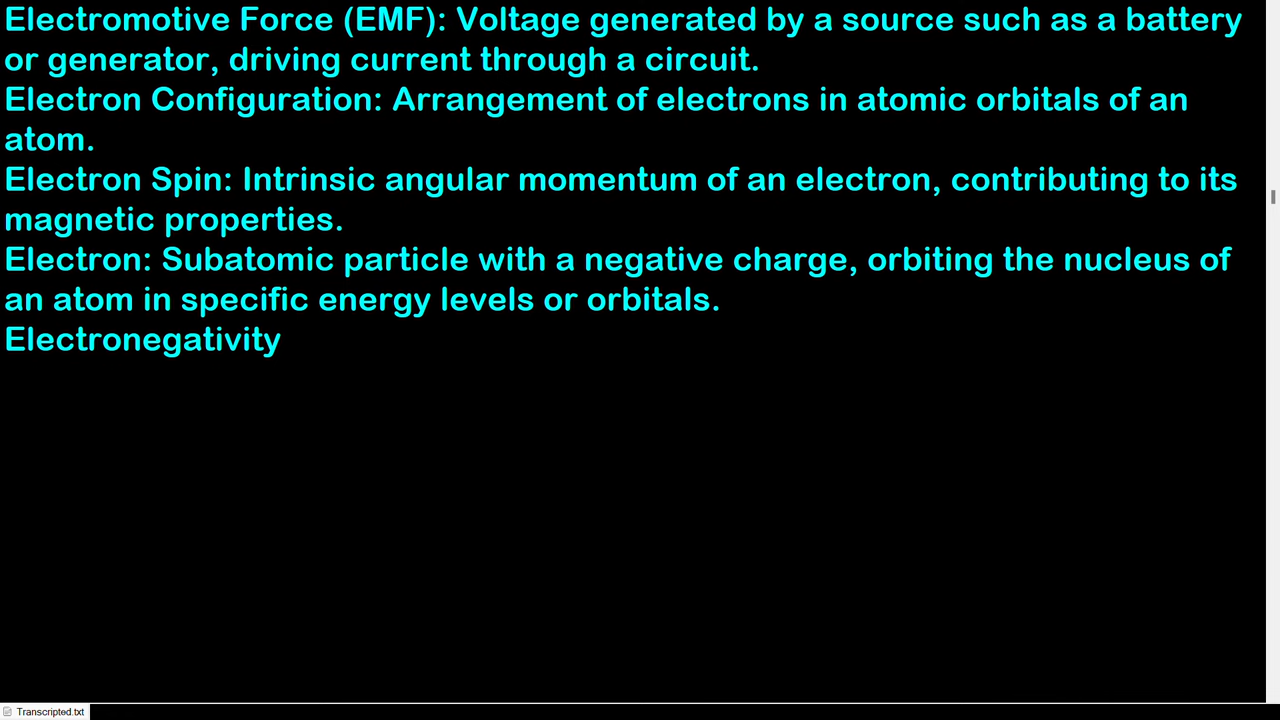 Electromotive Force (EMF): Voltage generated by a source such as a battery
or generator, driving current through a circuit.
Electron Configuration: Arrangement of electrons in atomic orbitals of an
atom.
Electron Spin: Intrinsic angular momentum of an electron, contributing to its
magnetic properties.
Electron: Subatomic particle with a negative charge, orbiting the nucleus of
an atom in specific energy levels or orbitals.
Electronegativity
Transcripted.txt